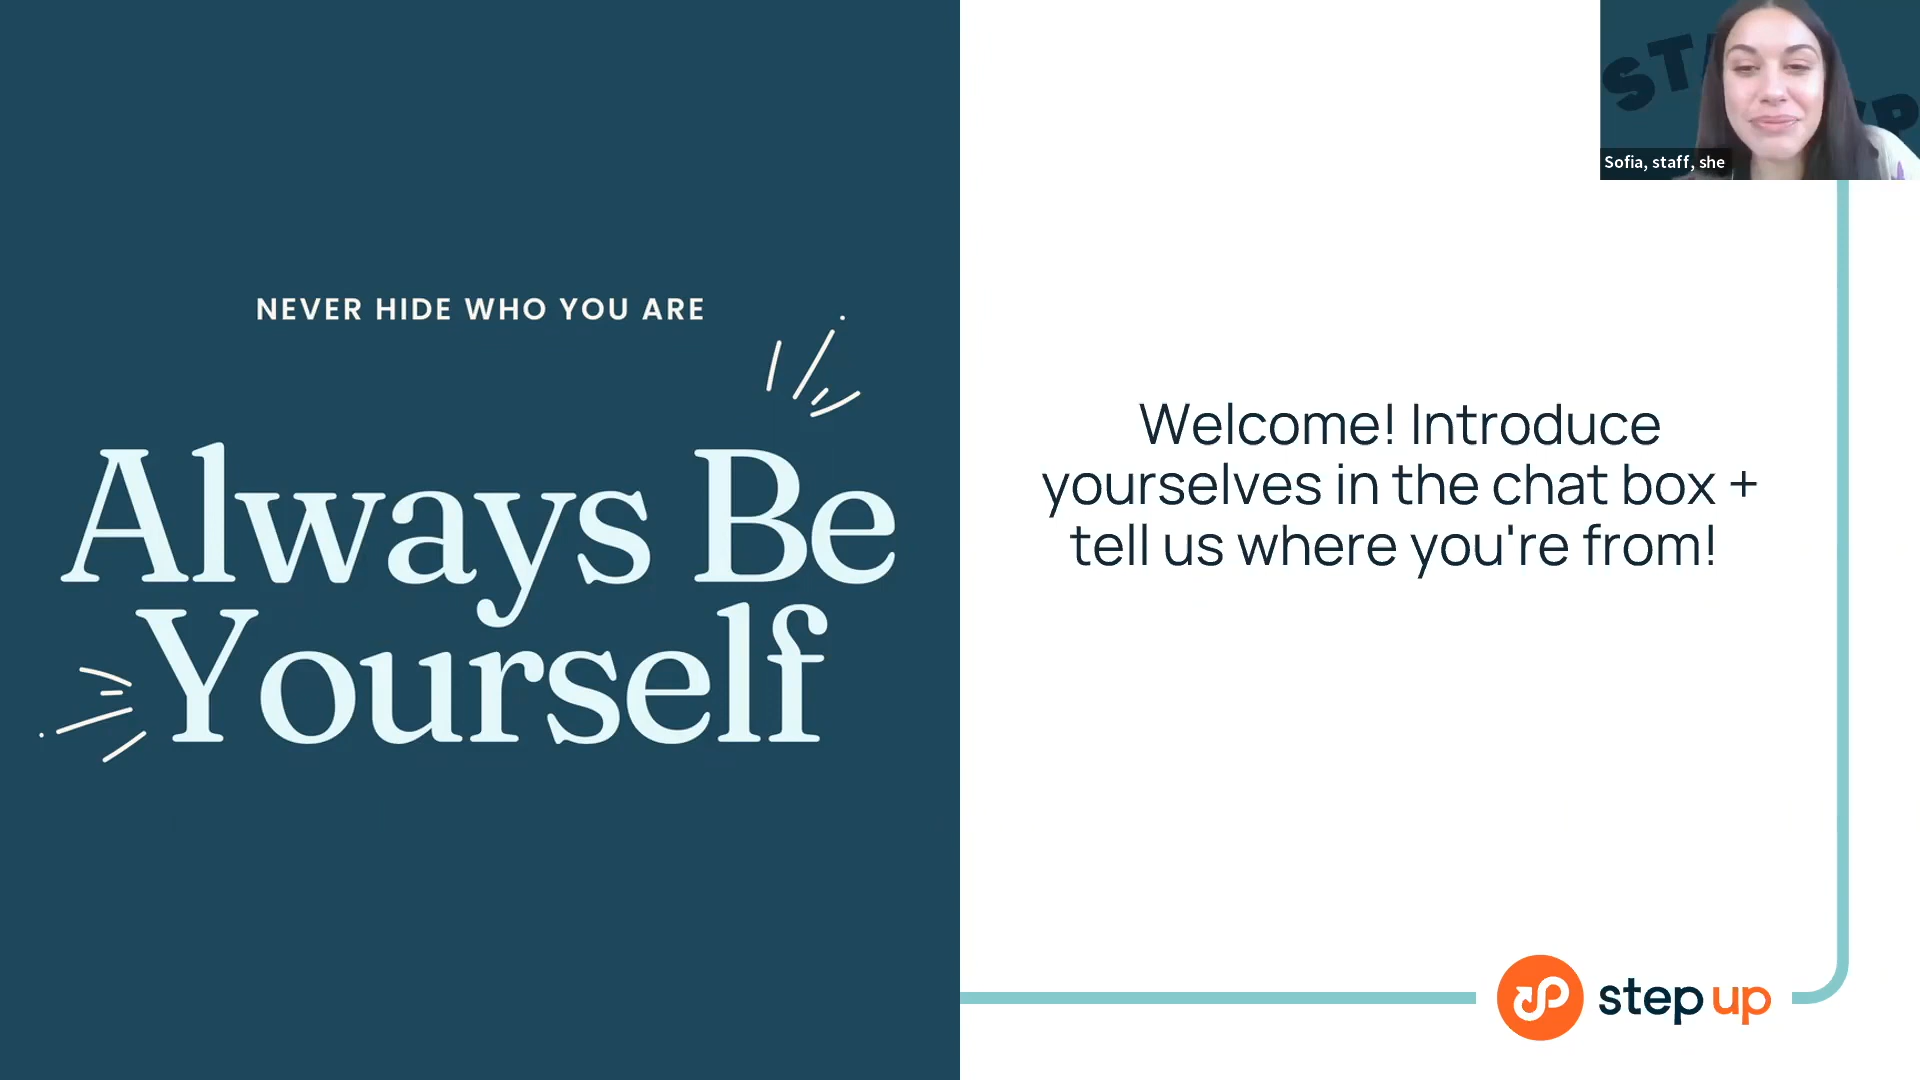 NEVER HIDE WHO YOU ARE
Always Be
Yourself
Welcome! Introduce
yourselves in the chat box +
tell us where you're from!
Sofia, staff, she
step up